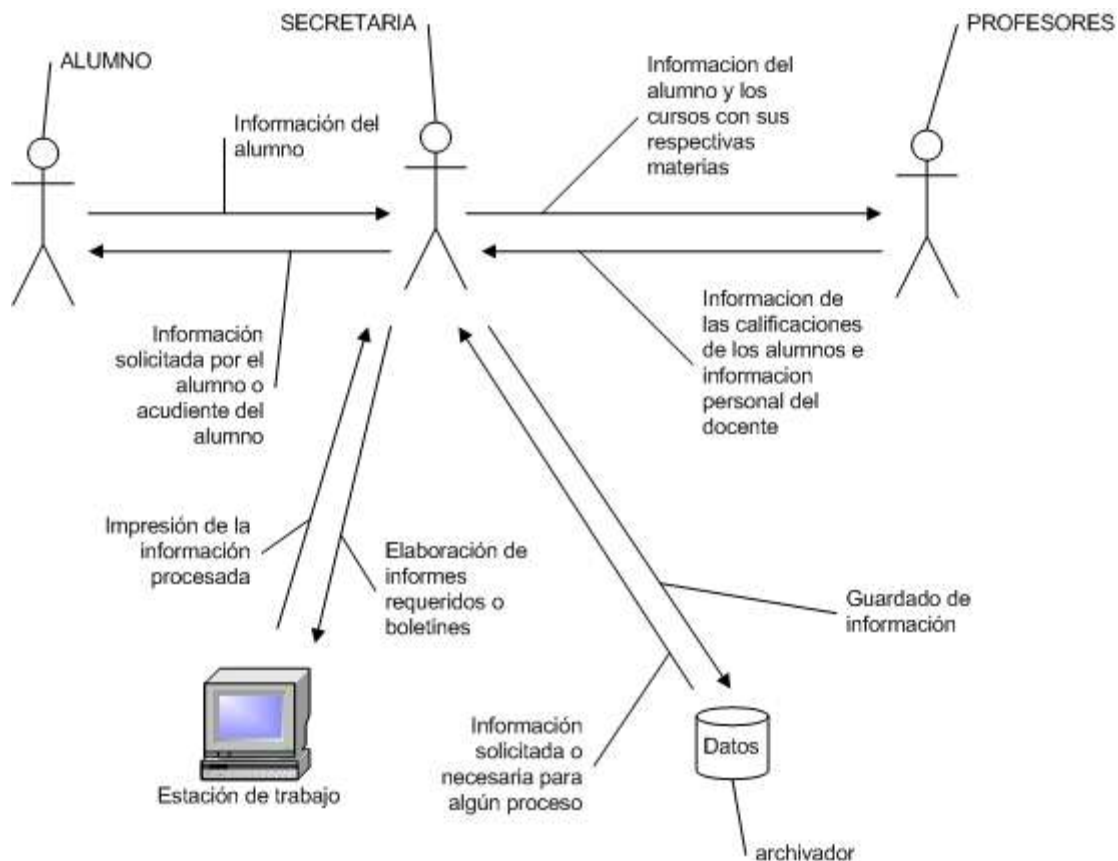 SECRETARIA
PROFESORES
ALUMNO
Información del
alumno
Informacion del
alumno y los
cursos con sus
respectivas
materias
Información
solicitada por el
alumno o
acudiente del
alumno
Informacion de
las calificaciones
de los alumnos e
informacion
personal del
docente
Impresión de la
información
procesada
Elaboración de
informes
requeridos o
boletines
Guardado de
información
Información
solicitada o
necesaria para
algún proceso
Datos
Estación de trabajo
archivador